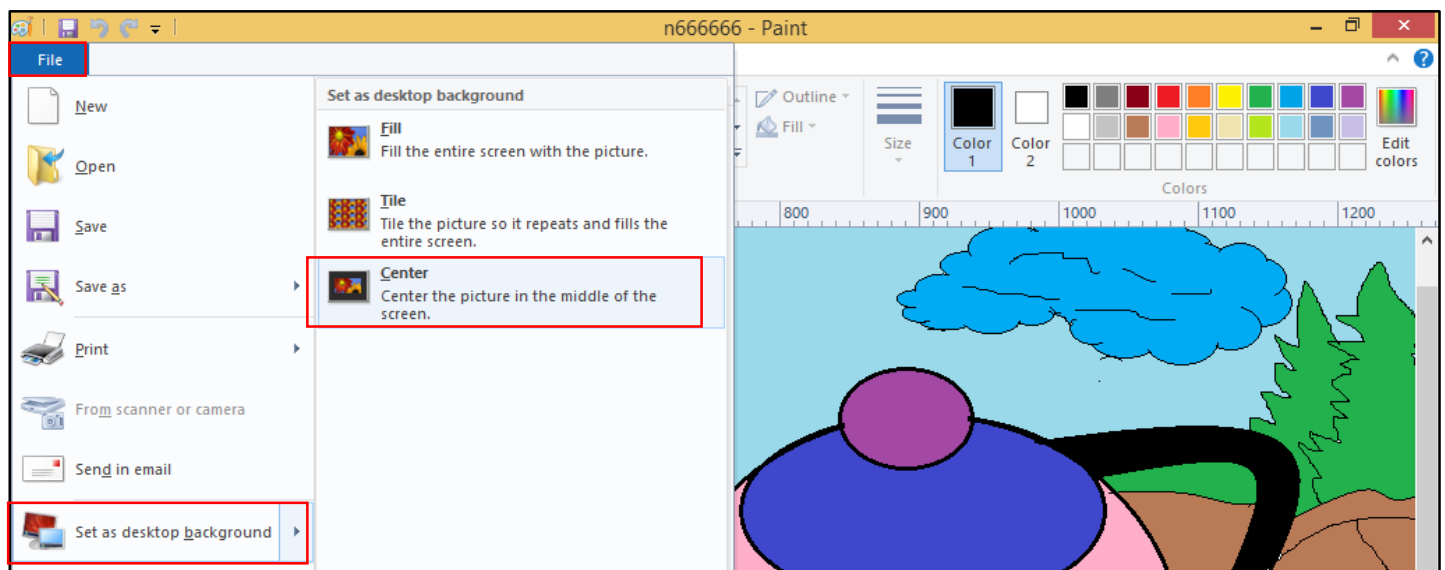 n666666 - Paint
File
New
Open
Save
Save as
Print
From scanner or camera
Send in email
Set as desktop background
Set as desktop background
Fill
Fill the entire screen with the picture.
Tile
Tile the picture so it repeats and fills the
entire screen.
Center
Center the picture in the middle of the
screen.
Outline
Fill
Size
Color
1
Color
2
Edit
colors
Colors
800
900
1000
1100
1200